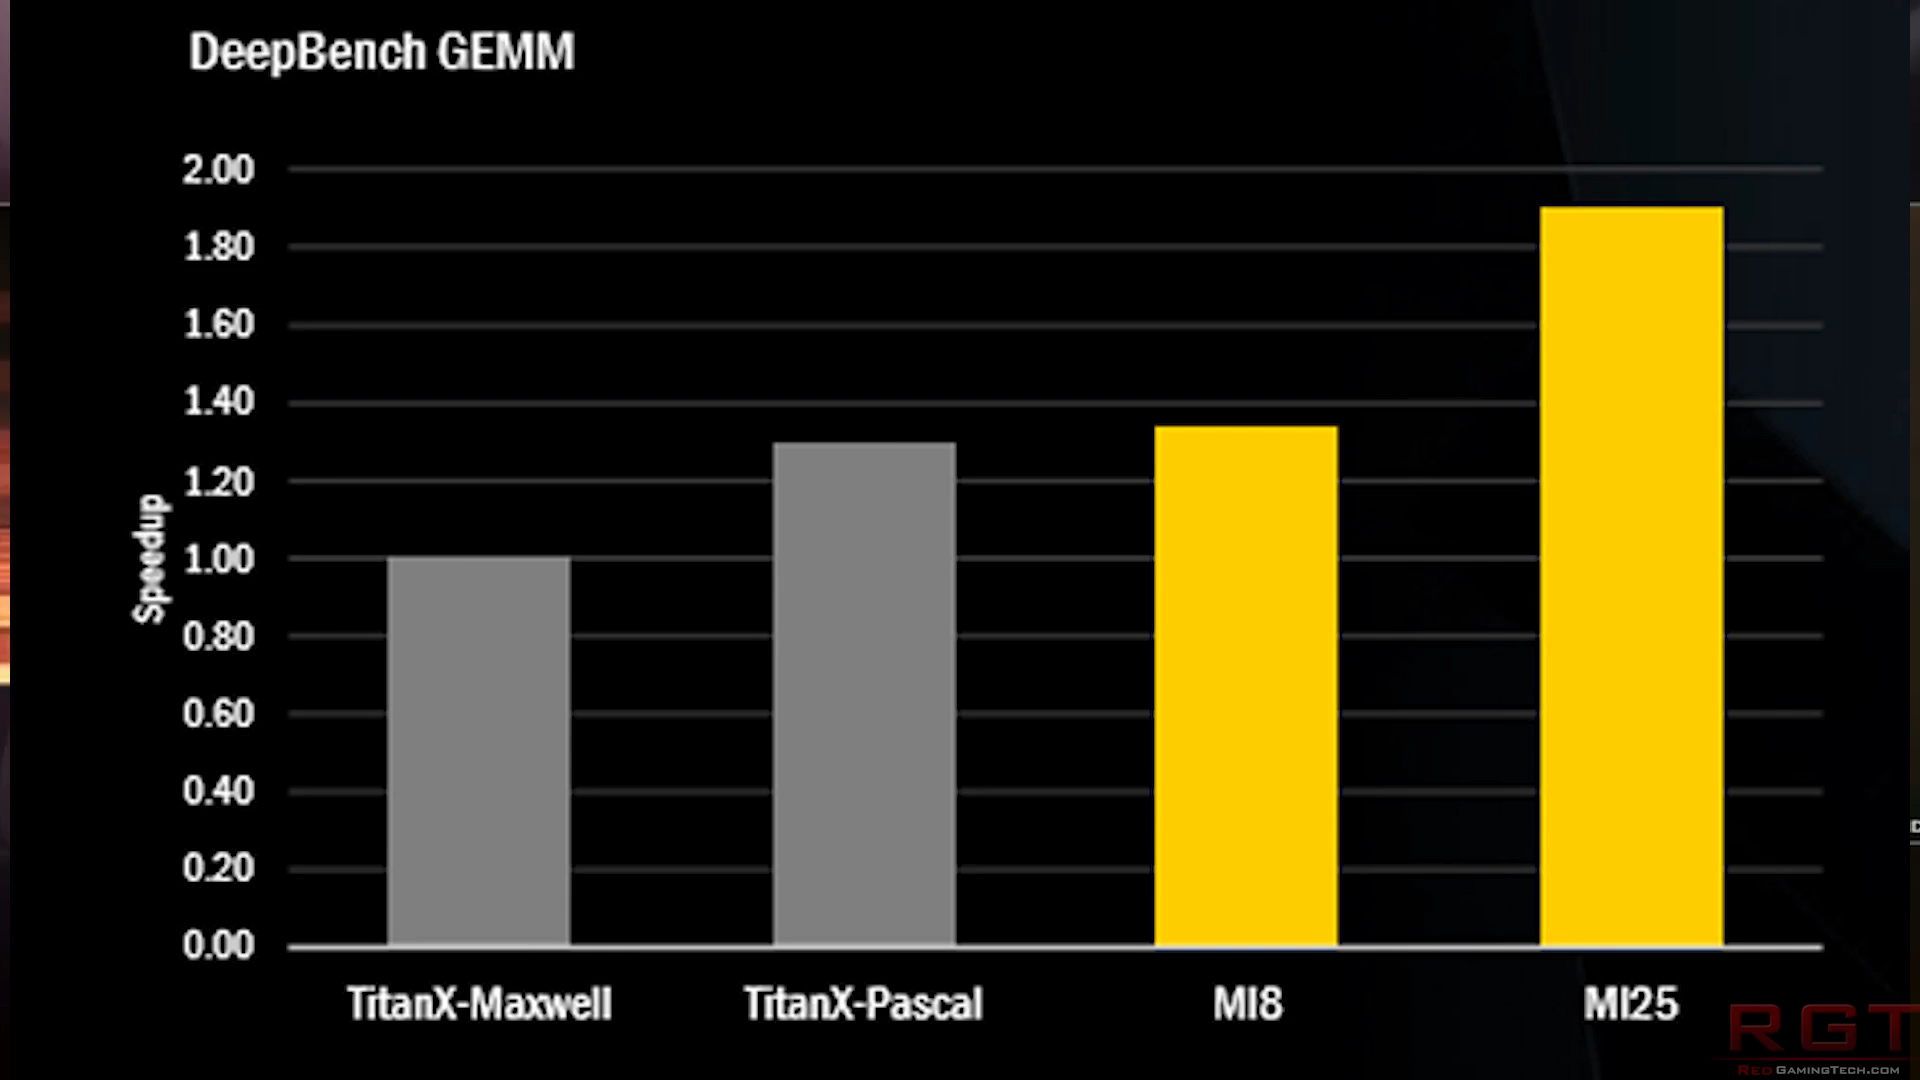 DeepBench GEMM
2.00
1.80
1.60
1.40
1.20
1.00
0.80
0.60
0.40
0.20
0.00
Speedup
TitanX-Maxwell
TitanX-Pascal
MI8
MI25
RGT
REDGAMINGTECH.COM